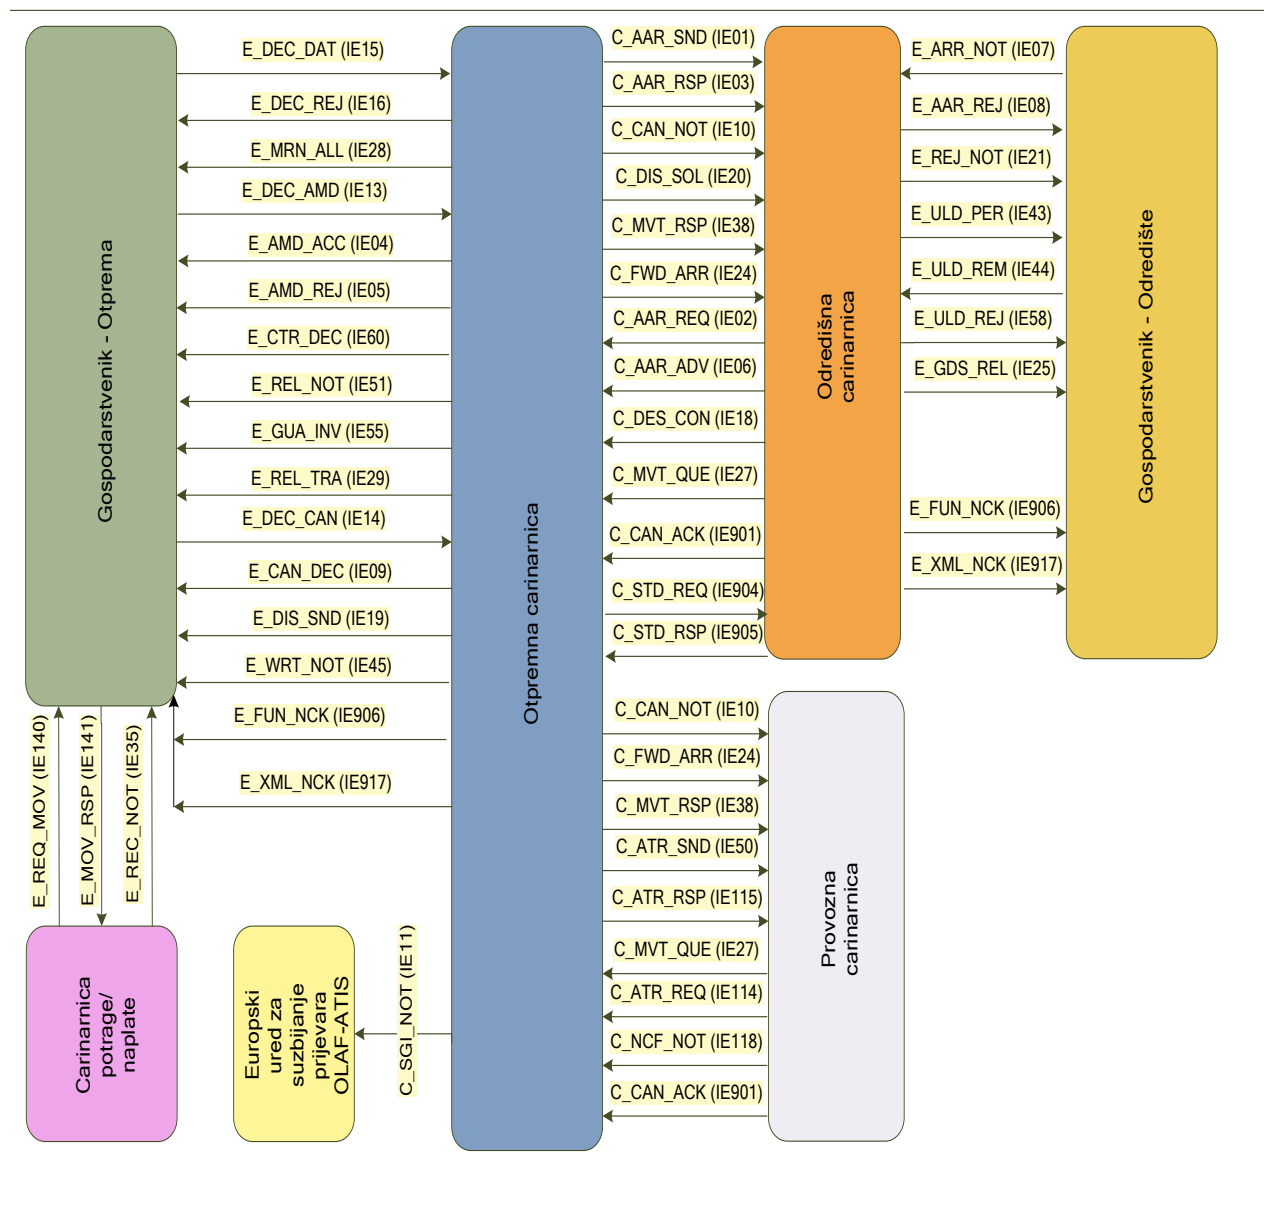 E_DEC_DAT (IE15)
E_DEC_REJ (IE16)
E_MRN_ALL (IE28)
E_DEC_AMD (IE13)
E_AMD_ACC (IE04)
E_AMD_REJ (IE05)
E_CTR_DEC (IE60)
E_REL_NOT (IE51)
E_GUA_INV (IE55)
E_REL_TRA (IE29)
E_DEC_CAN (IE14)
E_CAN_DEC (IE09)
E_DIS_SND (IE19)
E_WRT_NOT (IE45)
E_FUN_NCK (IE906)
E_XML_NCK (IE917)
Gospodarstvenik - Otprema
E_REQ_MOV (IE140)
E_MOV_RSP (IE141)
E_REC_NOT (IE35)
Carinarnica
potrage/
naplate
Europski
ured za
suzbijanje
prijevara
OLAF-ATIS
C_SGI_NOT (IE11)
Otpremna carinarnica
C_AAR_SND (IE01)
C_AAR_RSP (IE03)
C_CAN_NOT (IE10)
C_DIS_SOL (IE20)
C_MVT_RSP (IE38)
C_FWD_ARR (IE24)
C_AAR_REQ (IE02)
C_AAR_ADV (IE06)
C_DES_CON (IE18)
C_MVT_QUE (IE27)
C_CAN_ACK (IE901)
C_STD_REQ (IE904)
C_STD_RSP (IE905)
C_CAN_NOT (IE10)
C_FWD_ARR (IE24)
C_MVT_RSP (IE38)
C_ATR_SND (IE50)
C_ATR_RSP (IE115)
C_MVT_QUE (IE27)
C_ATR_REQ (IE114)
C_NCF_NOT (IE118)
C_CAN_ACK (IE901)
Odredišna
carinarnica
Provozna
carinarnica
E_ARR_NOT (IE07)
E_AAR_REJ (IE08)
E_REJ_NOT (IE21)
E_ULD_PER (IE43)
E_ULD_REM (IE44)
E_ULD_REJ (IE58)
E_GDS_REL (IE25)
E_FUN_NCK (IE906)
E_XML_NCK (IE917)
Gospodarstvenik - Odredište